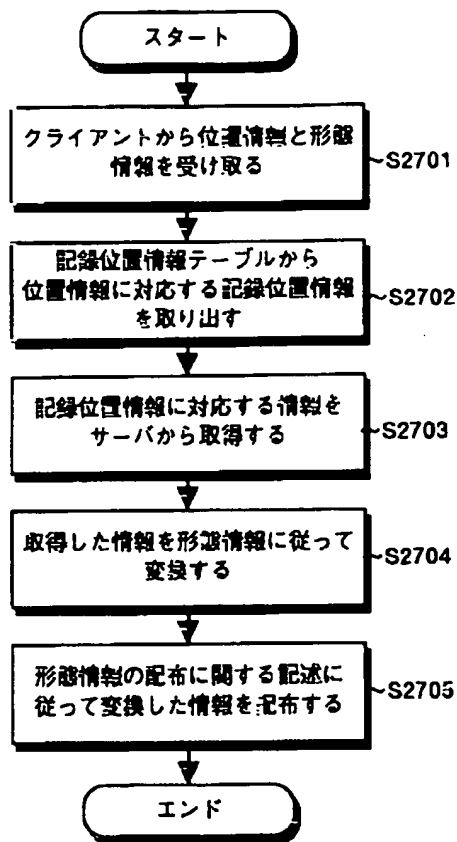 スタート
クライアントから位置情報と形態
情報を受け取る
S2701
記録位置情報テーブルから
位置情報に対応する記録位置情報
を取り出す
S2702
記録位置情報に対応する情報を
サーバから取得する
S2703
取得した情報を形態情報に従って
変換する
S2704
形態情報の配布に関する記述に
従って変換した情報を配布する
S2705
エンド